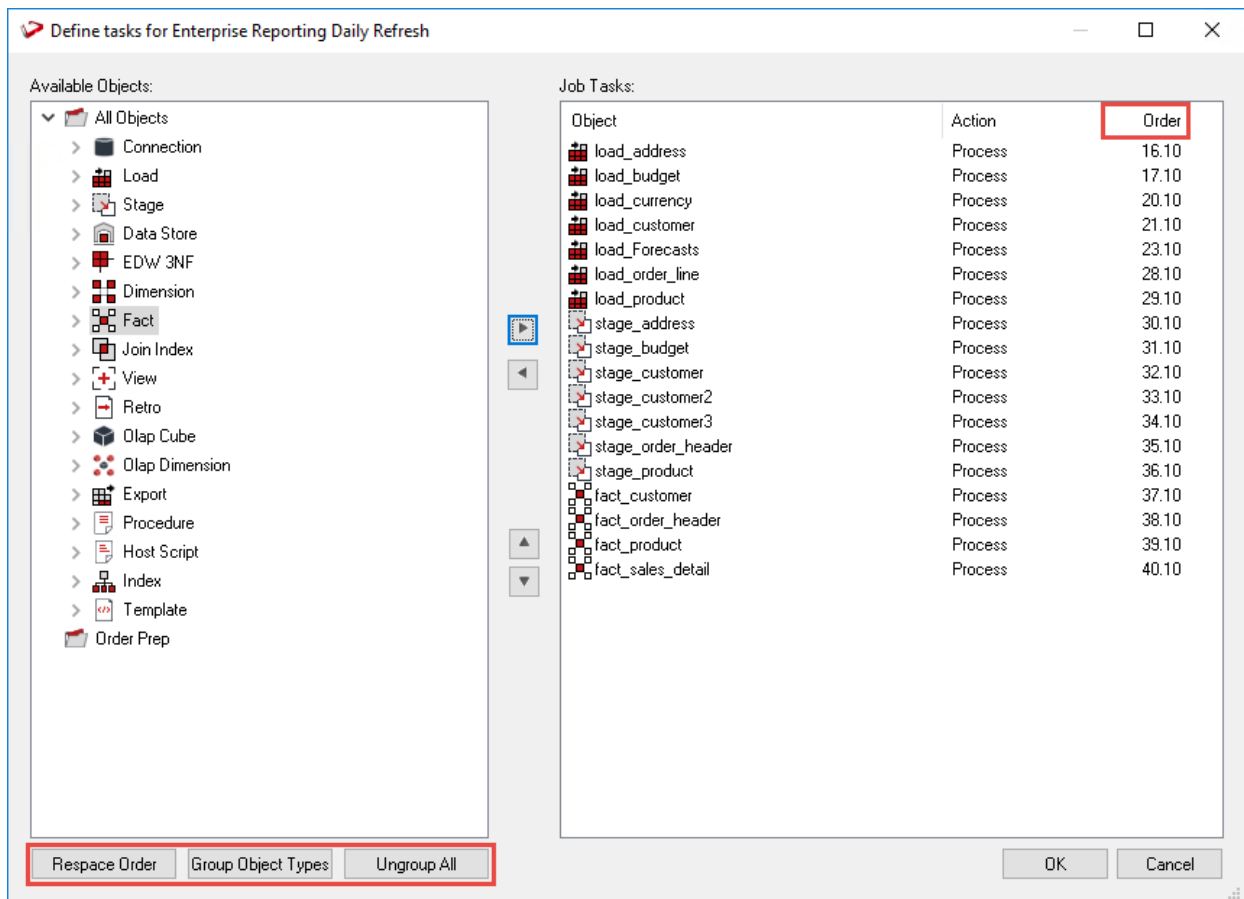 Define tasks for Enterprise Reporting Daily Refresh
Available Objects:
All Objects
Connection
Load
Stage
Data Store
EDW 3NF
Dimension
Fact
Join Index
View
Retro
Olap Cube
Olap Dimension
Export
Procedure
Host Script
Index
Template
Order Prep
Job Tasks:
Object Action Order
load_address Process 16.10
load_budget Process 17.10
load_currency Process 20.10
load_customer Process 21.10
load_Forecasts Process 23.10
load_order_line Process 28.10
load_product Process 29.10
stage_address Process 30.10
stage_budget Process 31.10
stage_customer Process 32.10
stage_customer2 Process 33.10
stage_customer3 Process 34.10
stage_order_header Process 35.10
stage_product Process 36.10
fact_customer Process 37.10
fact_order_header Process 38.10
fact_product Process 39.10
fact_sales_detail Process 40.10
Respace Order Group Object Types Ungroup All OK Cancel